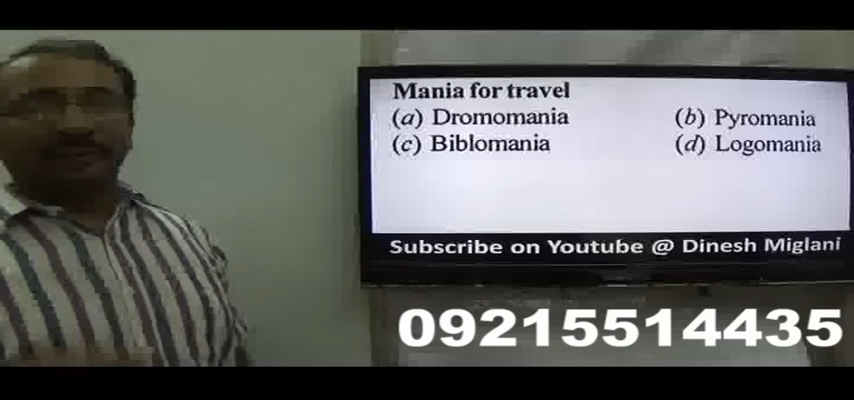 Mania for travel
(a) Dromomania (b) Pyromania
(c) Biblomania (d) Logomania
Subscribe on Youtube @ Dinesh Miglani
09215514435